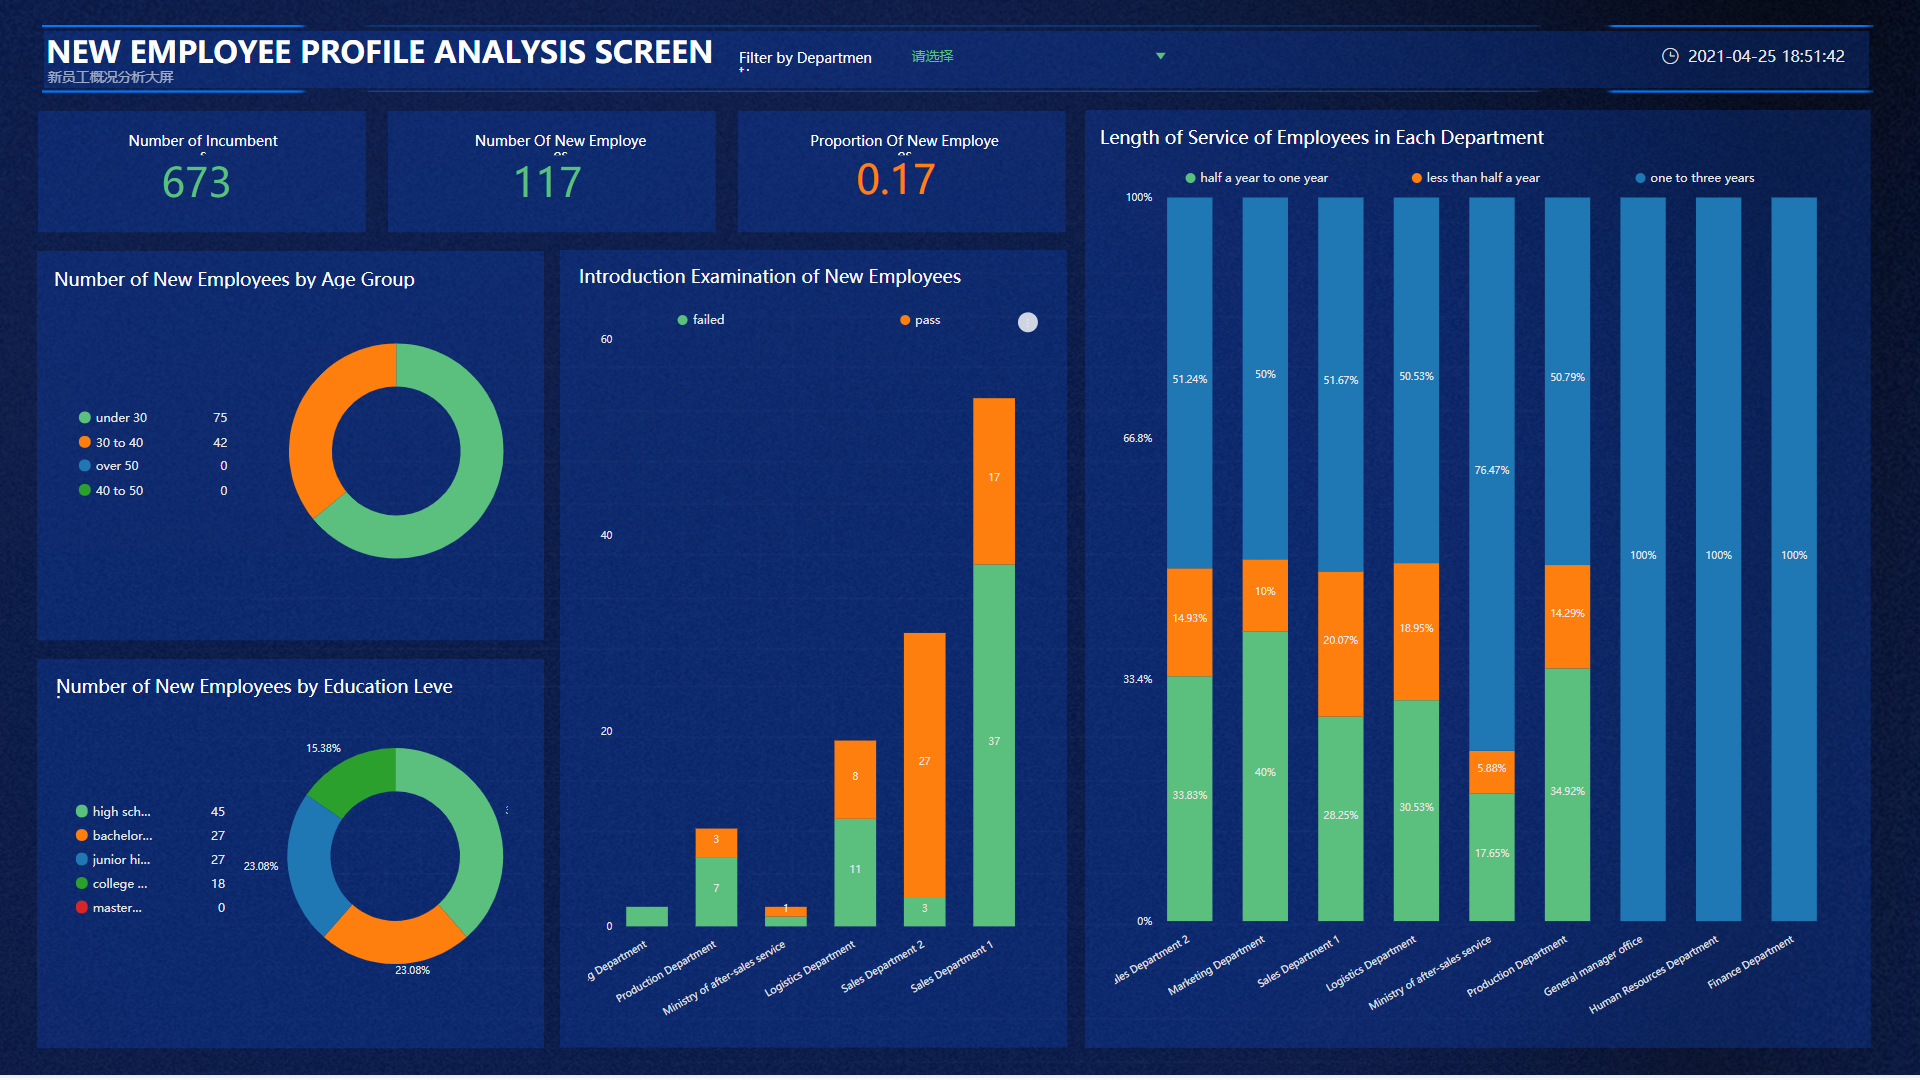 NEW EMPLOYEE PROFILE ANALYSIS SCREEN
新员工概况分析大屏
Filter by Departmen
请选择
2021-04-25 18:51:42
Number of Incumbent
673
Number Of New Employe
es
117
Proportion Of New Employe
es
0.17
Number of New Employees by Age Group
under 30 75
30 to 40 42
over 50 0
40 to 50 0
Number of New Employees by Education Leve
high sch... 45
bachelor... 27
junior hi... 27
college ... 18
master... 0
15.38%
23.08%
23.08%
Introduction Examination of New Employees
failed pass
60
40
20
0
17
37
27
3
8
11
3
7
1
g Department
Production Department
Ministry of after-sales service
Logistics Department
Sales Department 2
Sales Department 1
Length of Service of Employees in Each Department
half a year to one year less than half a year one to three years
100%
66.8%
33.4%
0%
51.24% 50% 51.67% 50.53% 76.47% 50.79% 100% 100% 100%
14.93% 10% 20.07% 18.95% 5.88% 14.29%
33.83% 40% 28.25% 30.53% 17.65% 34.92%
les Department 2
Marketing Department
Sales Department 1
Logistics Department
Ministry of after-sales service
Production Department
General manager office
Human Resources Department
Finance Department